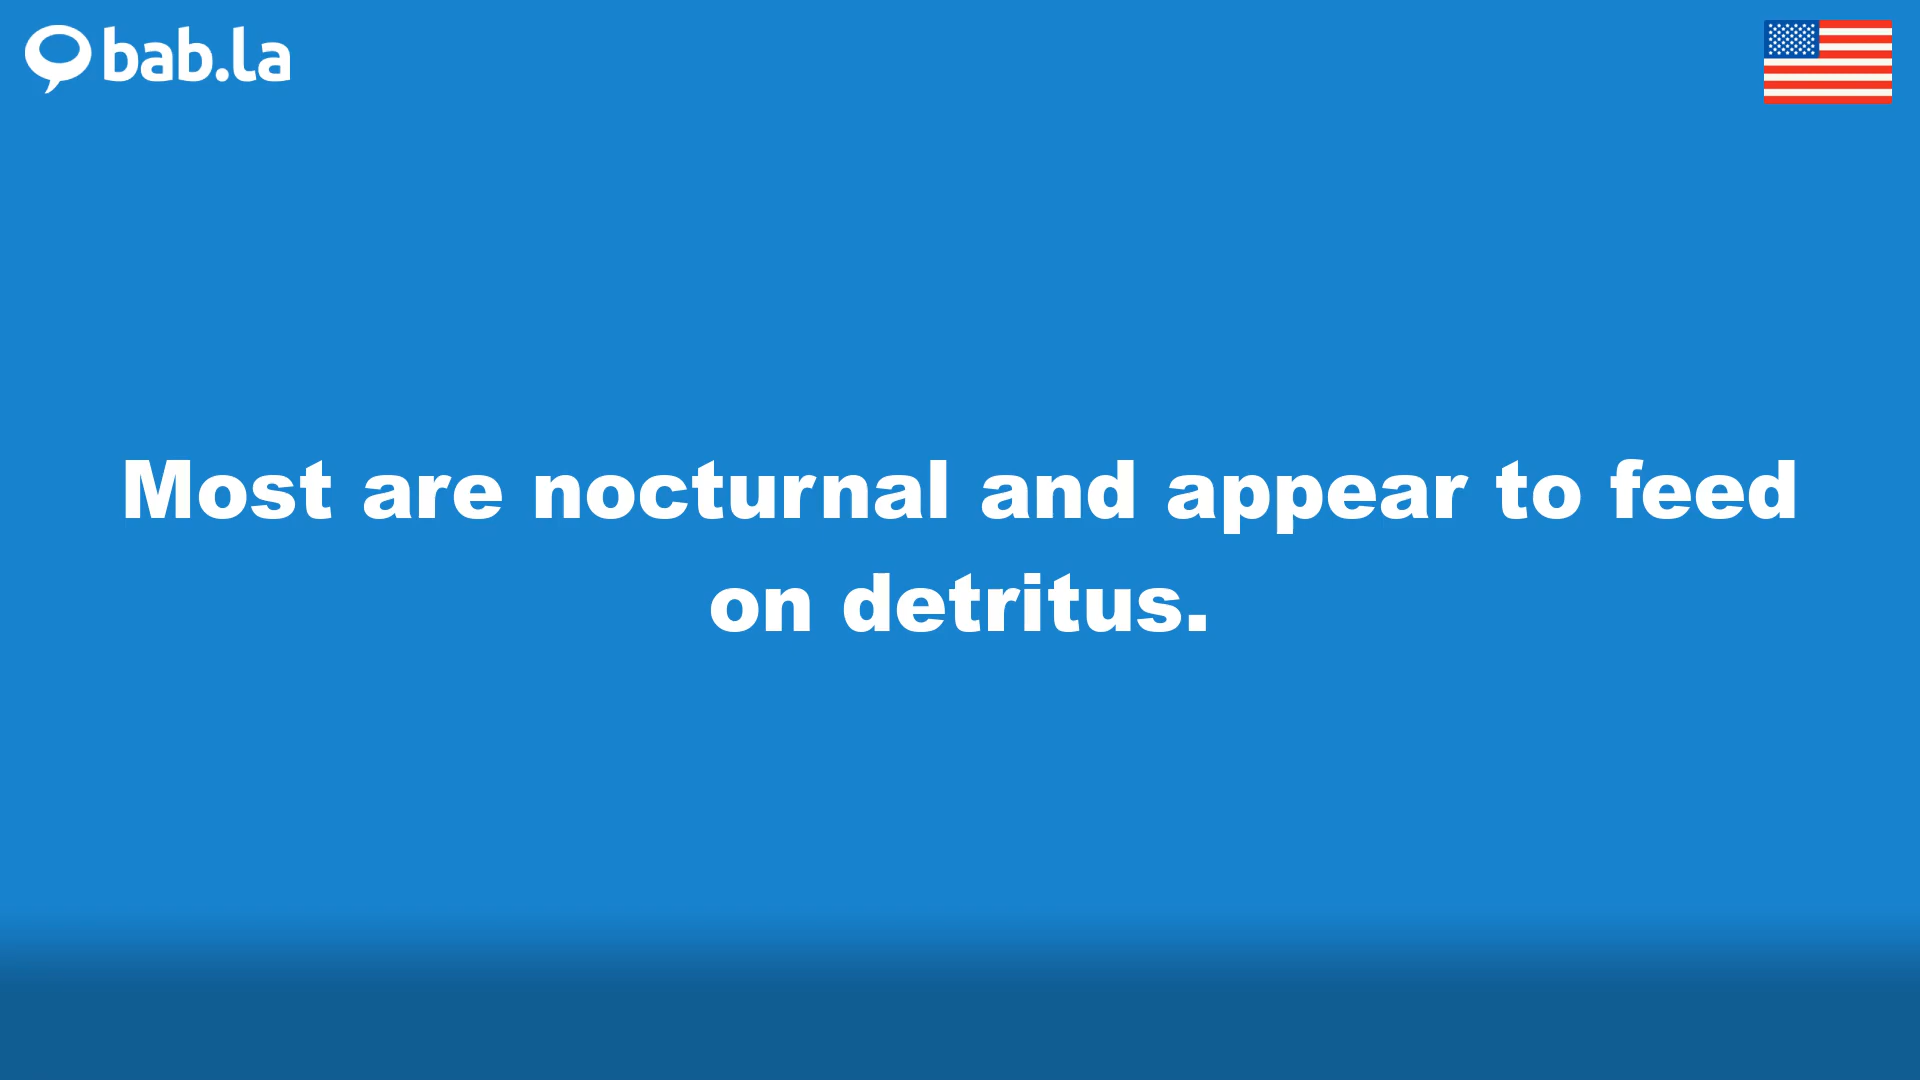 bab.la
Most are nocturnal and appear to feed
on detritus.